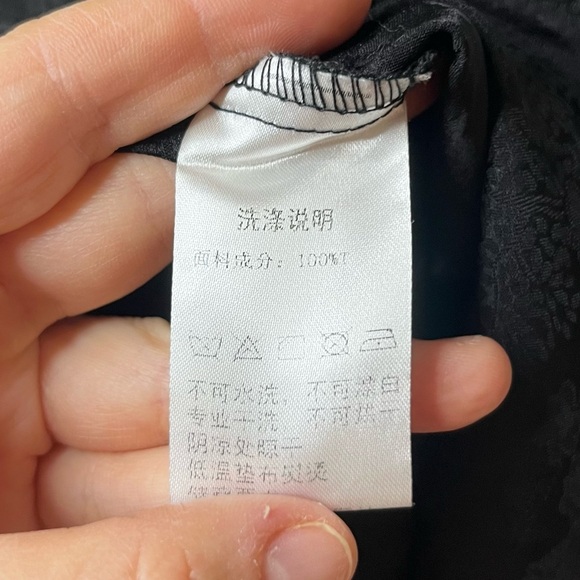 洗涤说明
面料成分：100%T
不可水洗，不可漂白
专业干洗 不可烘干
阴凉处晾干
低温垫布熨烫